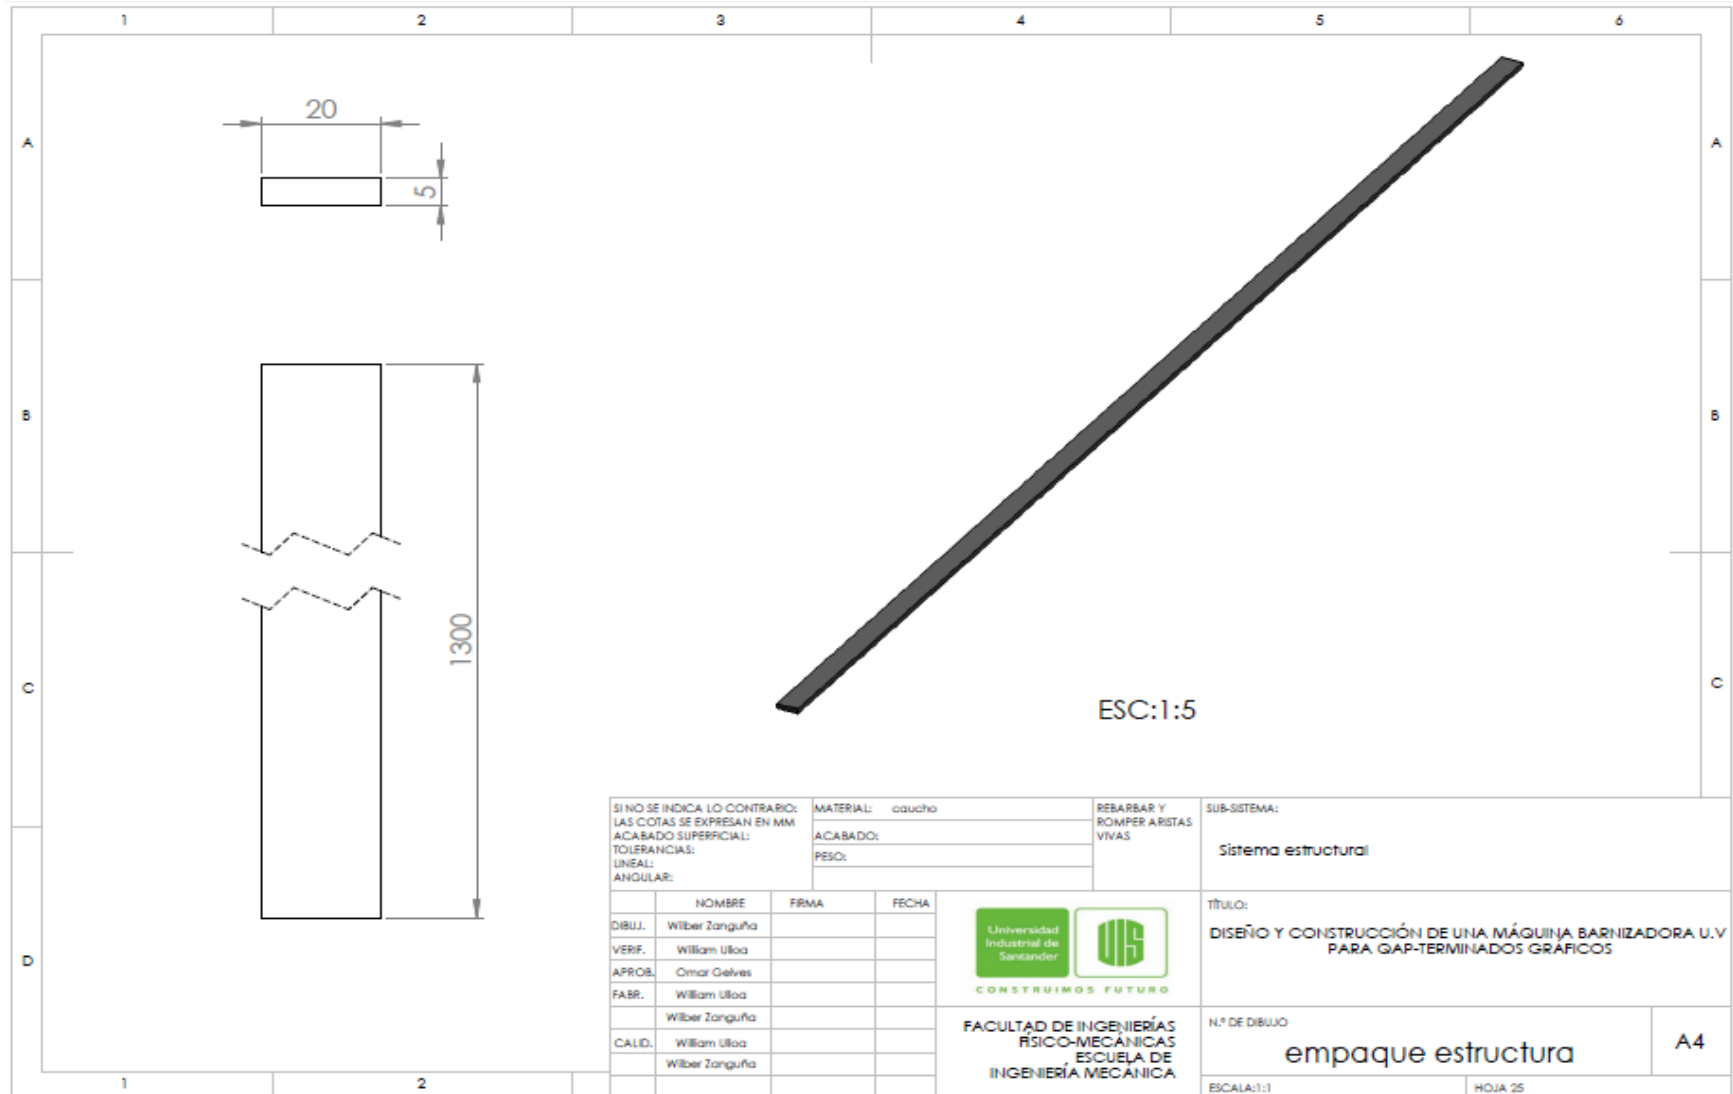 1 2 3 4 5 6
A A
20
5
B B
1300
C C
ESC:1:5
D
SI NO SE INDICA LO CONTRARIO:
LAS COTAS SE EXPRESAN EN MM
ACABADO SUPERFICIAL:
TOLERANCIAS:
LINEAL:
ANGULAR:
MATERIAL: caucho
ACABADO:
PESO:
REBARBAR Y
ROMPER ARISTAS
VIVAS
SUB-SISTEMA:
Sistema estructural
NOMBRE FIRMA FECHA
DIBUJ. Wilber Zanguña
VERIF. William Ulloa
APROB. Omar Gelves
FABR. William Ulloa
Wilber Zanguña
CALID. William Ulloa
Wilber Zanguña
Universidad
Industrial de
Santander
UIS
CONSTRUIMOS FUTURO
FACULTAD DE INGENIERÍAS
FÍSICO-MECÁNICAS
ESCUELA DE
INGENIERÍA MECÁNICA
TÍTULO:
DISEÑO Y CONSTRUCCIÓN DE UNA MÁQUINA BARNIZADORA U.V
PARA QAP-TERMINADOS GRÁFICOS
N.º DE DIBUJO
empaque estructura
A4
ESCALA:1:1 HOJA 25
1 2